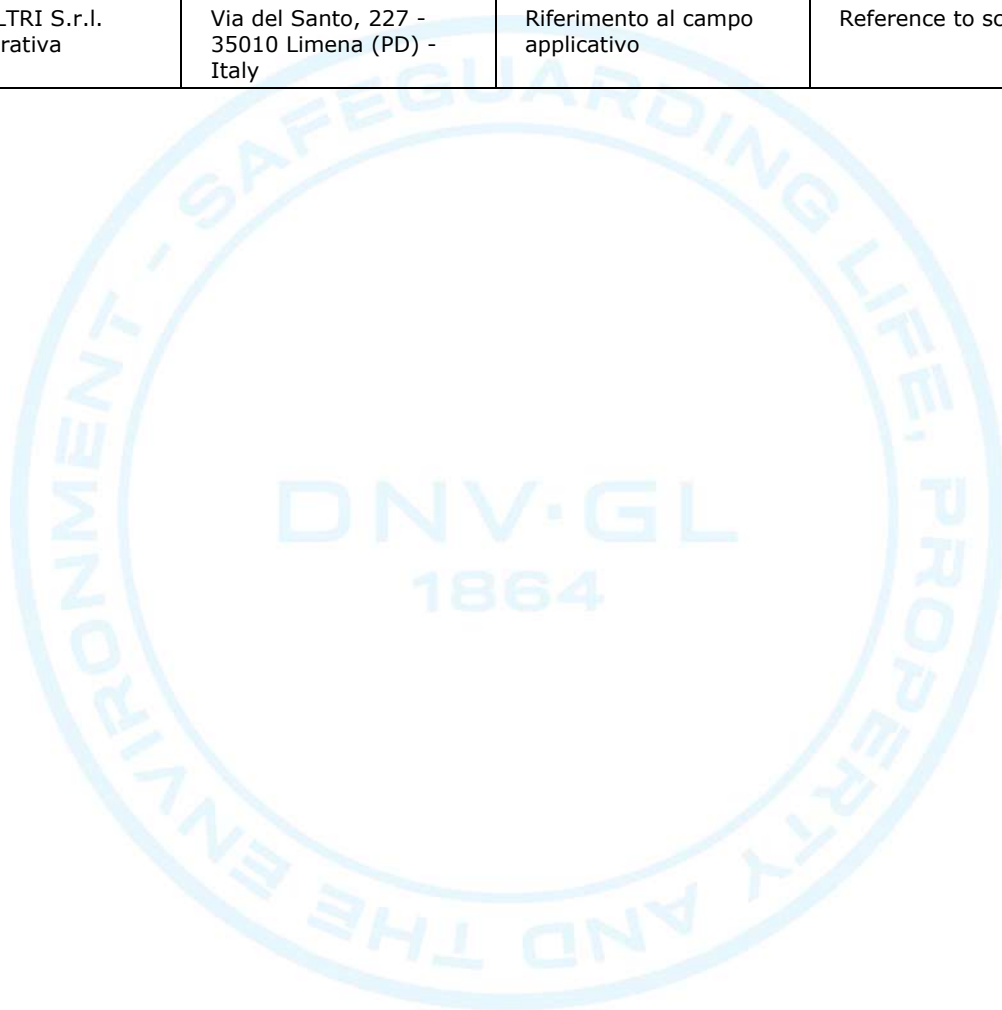 LTRI S.r.l.
rativa
Via del Santo, 227 -
35010 Limena (PD) -
Italy
Riferimento al campo
applicativo
Reference to sc
SAFEGUARDING LIFE, PROPERTY AND THE ENVIRONMENT -
DNV·GL
1864